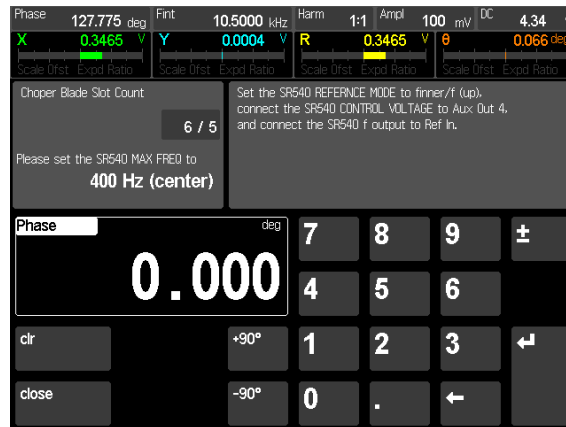 Phase 127.775 deg Fint 10.5000 kHz Harm 1:1 Ampl 100 mV DC 4.34
X 0.3465 V Y 0.0004 V R 0.3465 V θ 0.066 deg
Scale Ofst Expd Ratio Scale Ofst Expd Ratio Scale Ofst Expd Ratio Scale Ofst Expd Ratio
Choper Blade Slot Count
6 / 5
Please set the SR540 MAX FREQ to
400 Hz (center)
Set the SR540 REFERNCE MODE to finner/f (up),
connect the SR540 CONTROL VOLTAGE to Aux Out 4,
and connect the SR540 f output to Ref In.
Phase deg
0.000
7 8 9 ±
4 5 6
clr +90° 1 2 3 ↵
close -90° 0 . ←